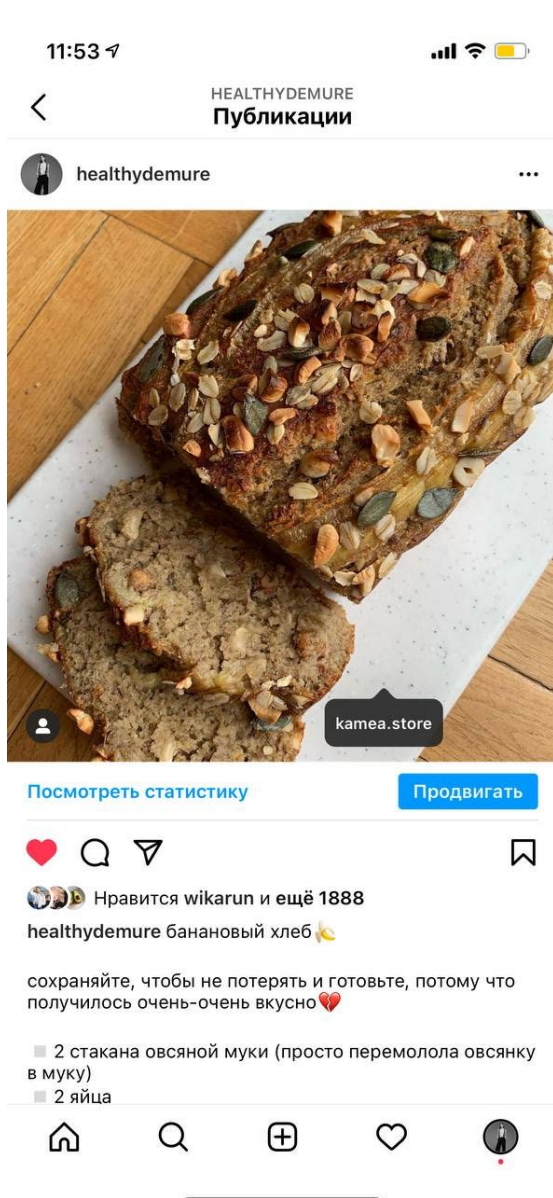 11:53
HEALTHYDEMURE
Публикации
healthydemure
kamea.store
Посмотреть статистику
Продвигать
Нравится wikarun и ещё 1888
healthydemure банановый хлеб🍌
сохраняйте, чтобы не потерять и готовьте, потому что
получилось очень-очень вкусно💔
◽ 2 стакана овсяной муки (просто перемолола овсянку
в муку)
◽ 2 яйца